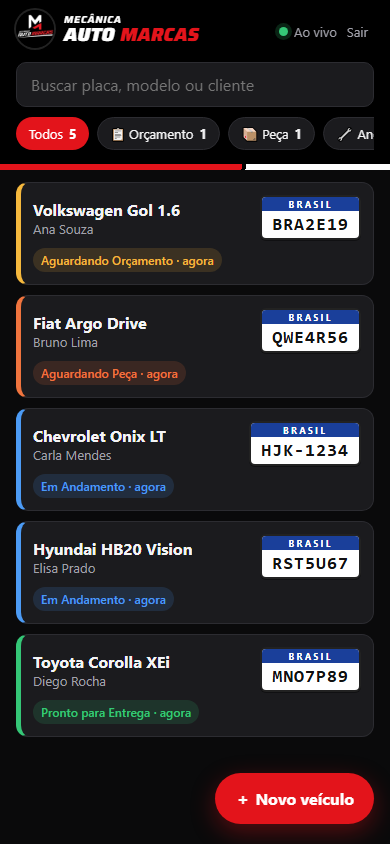 MECÂNICA
AUTO MARCAS
Ao vivo Sair
Buscar placa, modelo ou cliente
Todos 5
Orçamento 1
Peça 1
An
Volkswagen Gol 1.6
Ana Souza
Aguardando Orçamento · agora
BRASIL
BRA2E19
Fiat Argo Drive
Bruno Lima
Aguardando Peça · agora
BRASIL
QWE4R56
Chevrolet Onix LT
Carla Mendes
Em Andamento · agora
BRASIL
HJK-1234
Hyundai HB20 Vision
Elisa Prado
Em Andamento · agora
BRASIL
RST5U67
Toyota Corolla XEi
Diego Rocha
Pronto para Entrega · agora
BRASIL
MNO7P89
+ Novo veículo